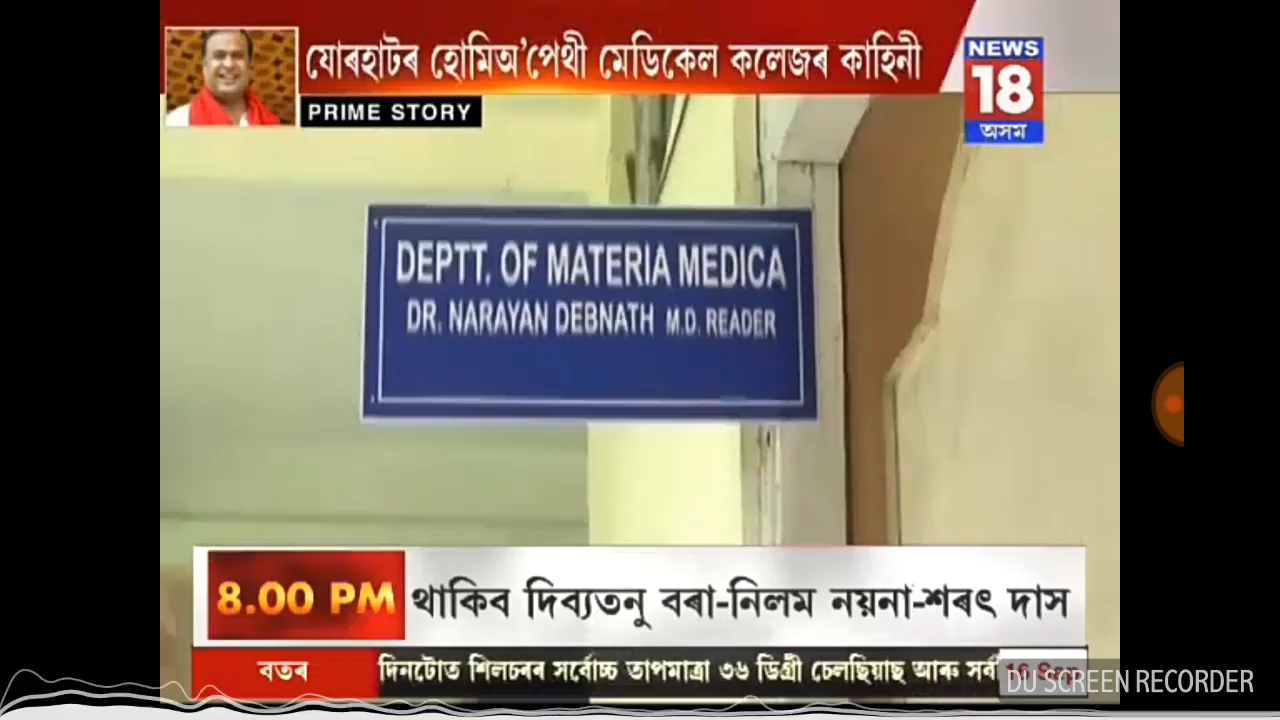 যোৰহাটৰ হোমিঅ'পেথী মেডিকেল কলেজৰ কাহিনী
PRIME STORY
NEWS
18
অসম
DEPTT. OF MATERIA MEDICA
DR. NARAYAN DEBNATH M.D. READER
8.00 PM থাকিব দিব্যতনু বৰা-নিলম নয়না-শৰৎ দাস
বতৰ দিনটোত শিলচৰৰ সৰ্বোচ্চ তাপমাত্ৰা ৩৬ ডিগ্ৰী চেলছিয়াছ আৰু
DU SCREEN RECORDER